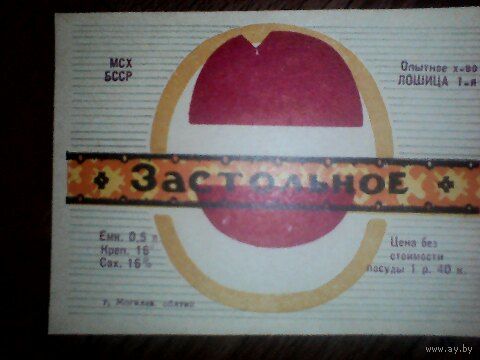 МСХ
БССР
Опытное х-во
ЛОШИЦА 1-я
Застольное
Емк. 0,5 л
Креп. 16°
Сах. 16%
Цена без
стоимости
посуды 1 р. 40 к.
www.ay.by